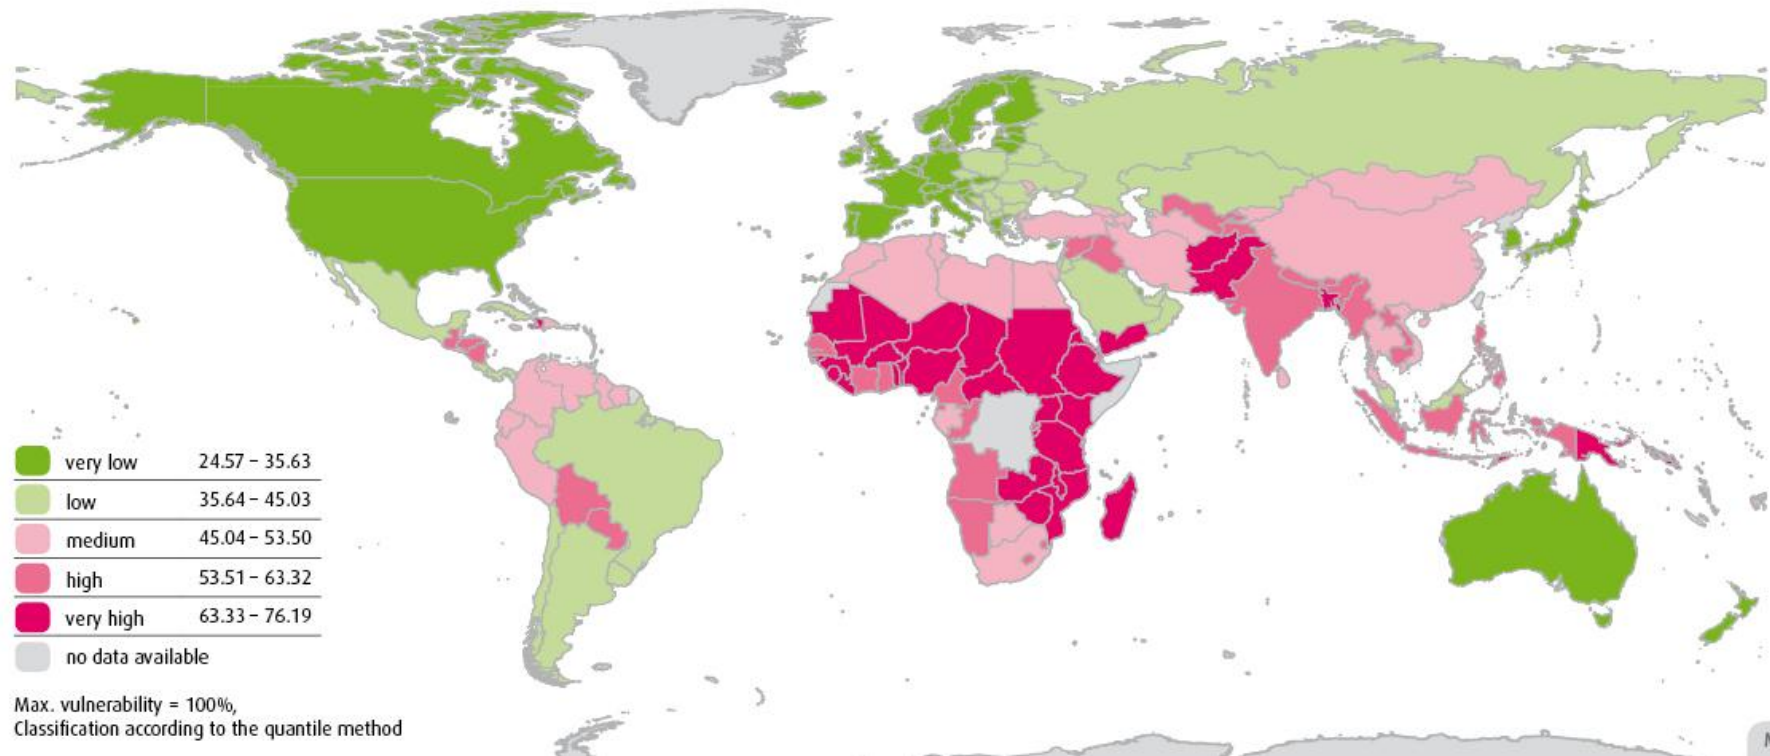 very low 24.57 – 35.63
low 35.64 – 45.03
medium 45.04 – 53.50
high 53.51 – 63.32
very high 63.33 – 76.19
no data available
Max. vulnerability = 100%,
Classification according to the quantile method